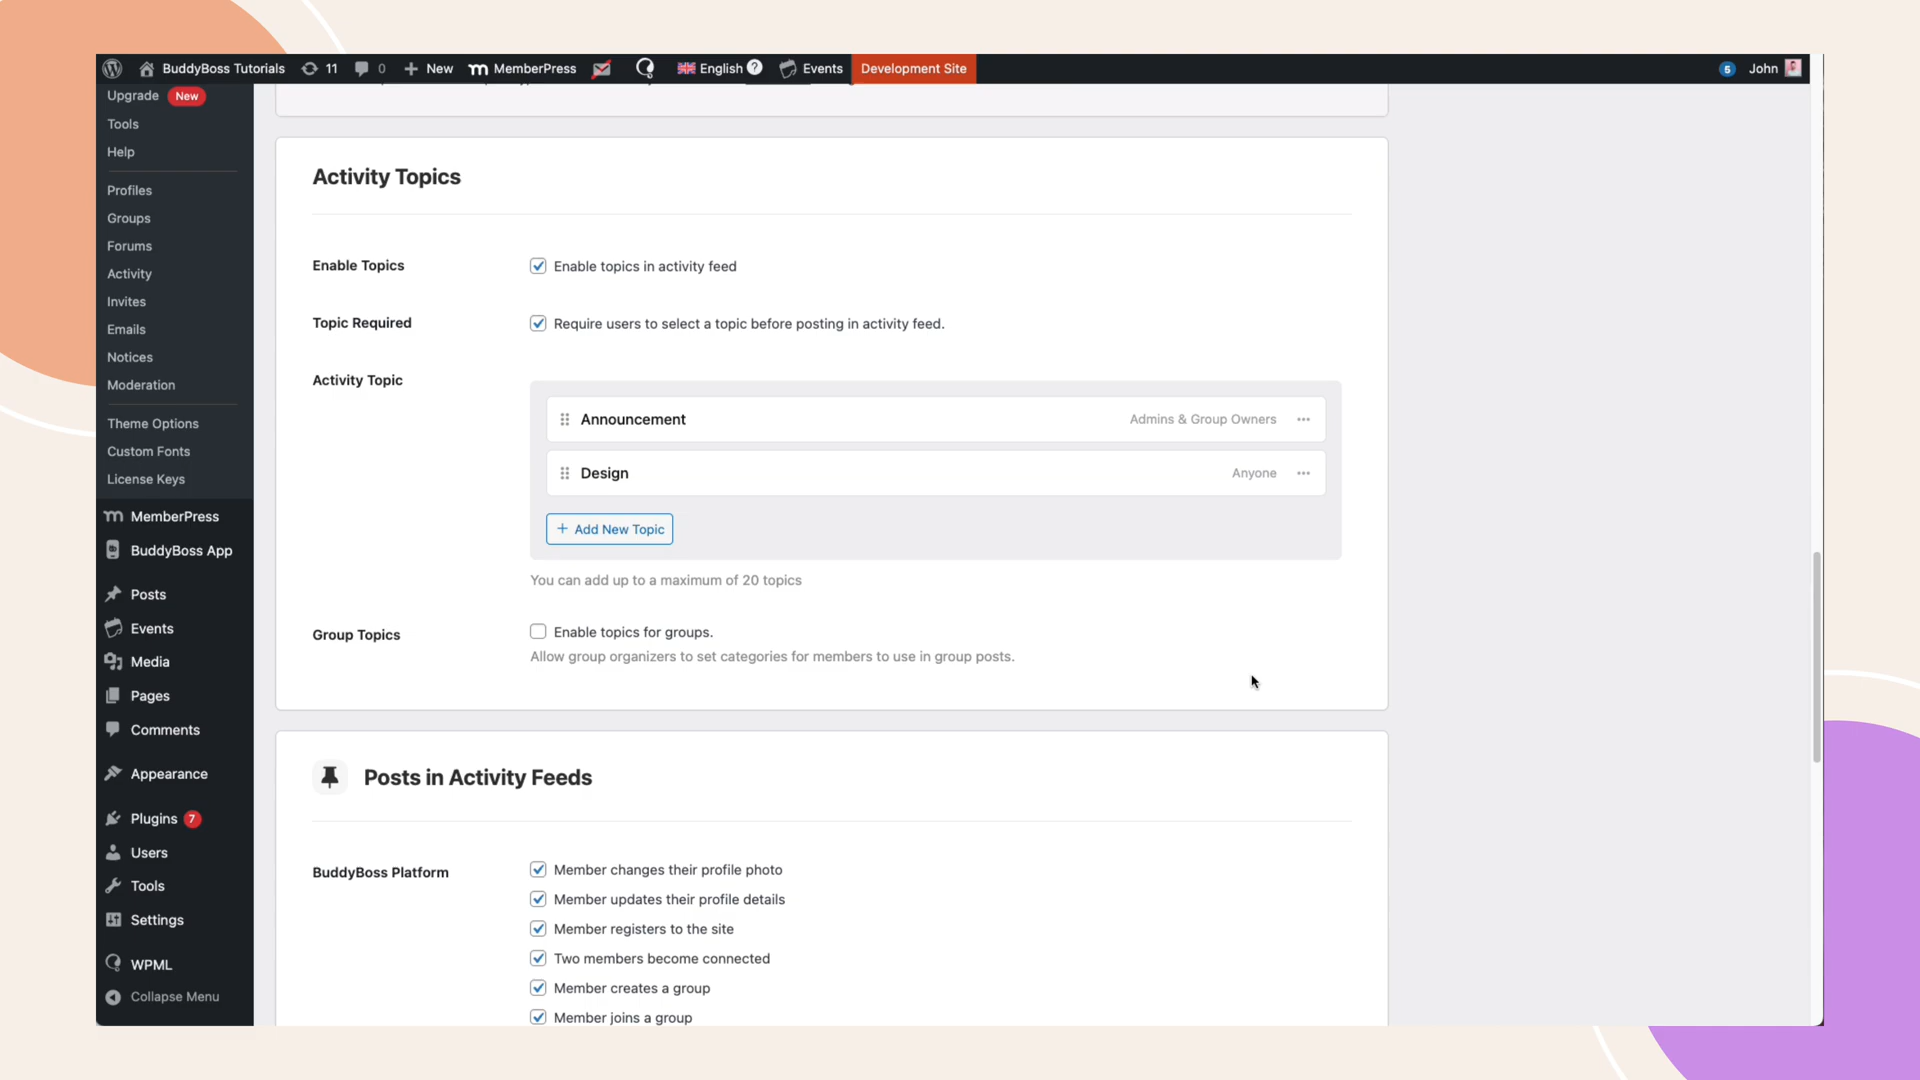 BuddyBoss Tutorials 11 0 New MemberPress English ? Events Development Site 5 John
Upgrade New
Tools
Help
Profiles
Groups
Forums
Activity
Invites
Emails
Notices
Moderation
Theme Options
Custom Fonts
License Keys
MemberPress
BuddyBoss App
Posts
Events
Media
Pages
Comments
Appearance
Plugins 7
Users
Tools
Settings
WPML
Collapse Menu
Activity Topics
Enable Topics
Enable topics in activity feed
Topic Required
Require users to select a topic before posting in activity feed.
Activity Topic
Announcement Admins & Group Owners
Design Anyone
+ Add New Topic
You can add up to a maximum of 20 topics
Group Topics
Enable topics for groups.
Allow group organizers to set categories for members to use in group posts.
Posts in Activity Feeds
BuddyBoss Platform
Member changes their profile photo
Member updates their profile details
Member registers to the site
Two members become connected
Member creates a group
Member joins a group